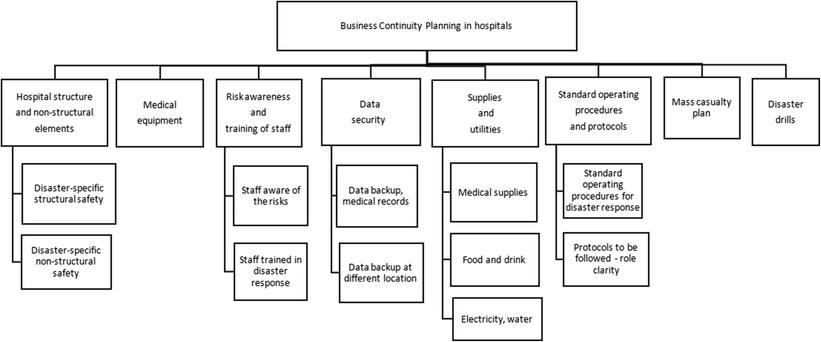 Business Continuity Planning in hospitals
Hospital structure
and non-structural
elements
Medical
equipment
Risk awareness
and
training of staff
Data
security
Supplies
and
utilities
Standard operating
procedures
and protocols
Mass casualty
plan
Disaster
drills
Disaster-specific
structural safety
Disaster-specific
non-structural
safety
Staff aware of
the risks
Staff trained in
disaster
response
Data backup,
medical records
Data backup at
different location
Medical supplies
Food and drink
Electricity, water
Standard
operating
procedures for
disaster response
Protocols to be
followed - role
clarity